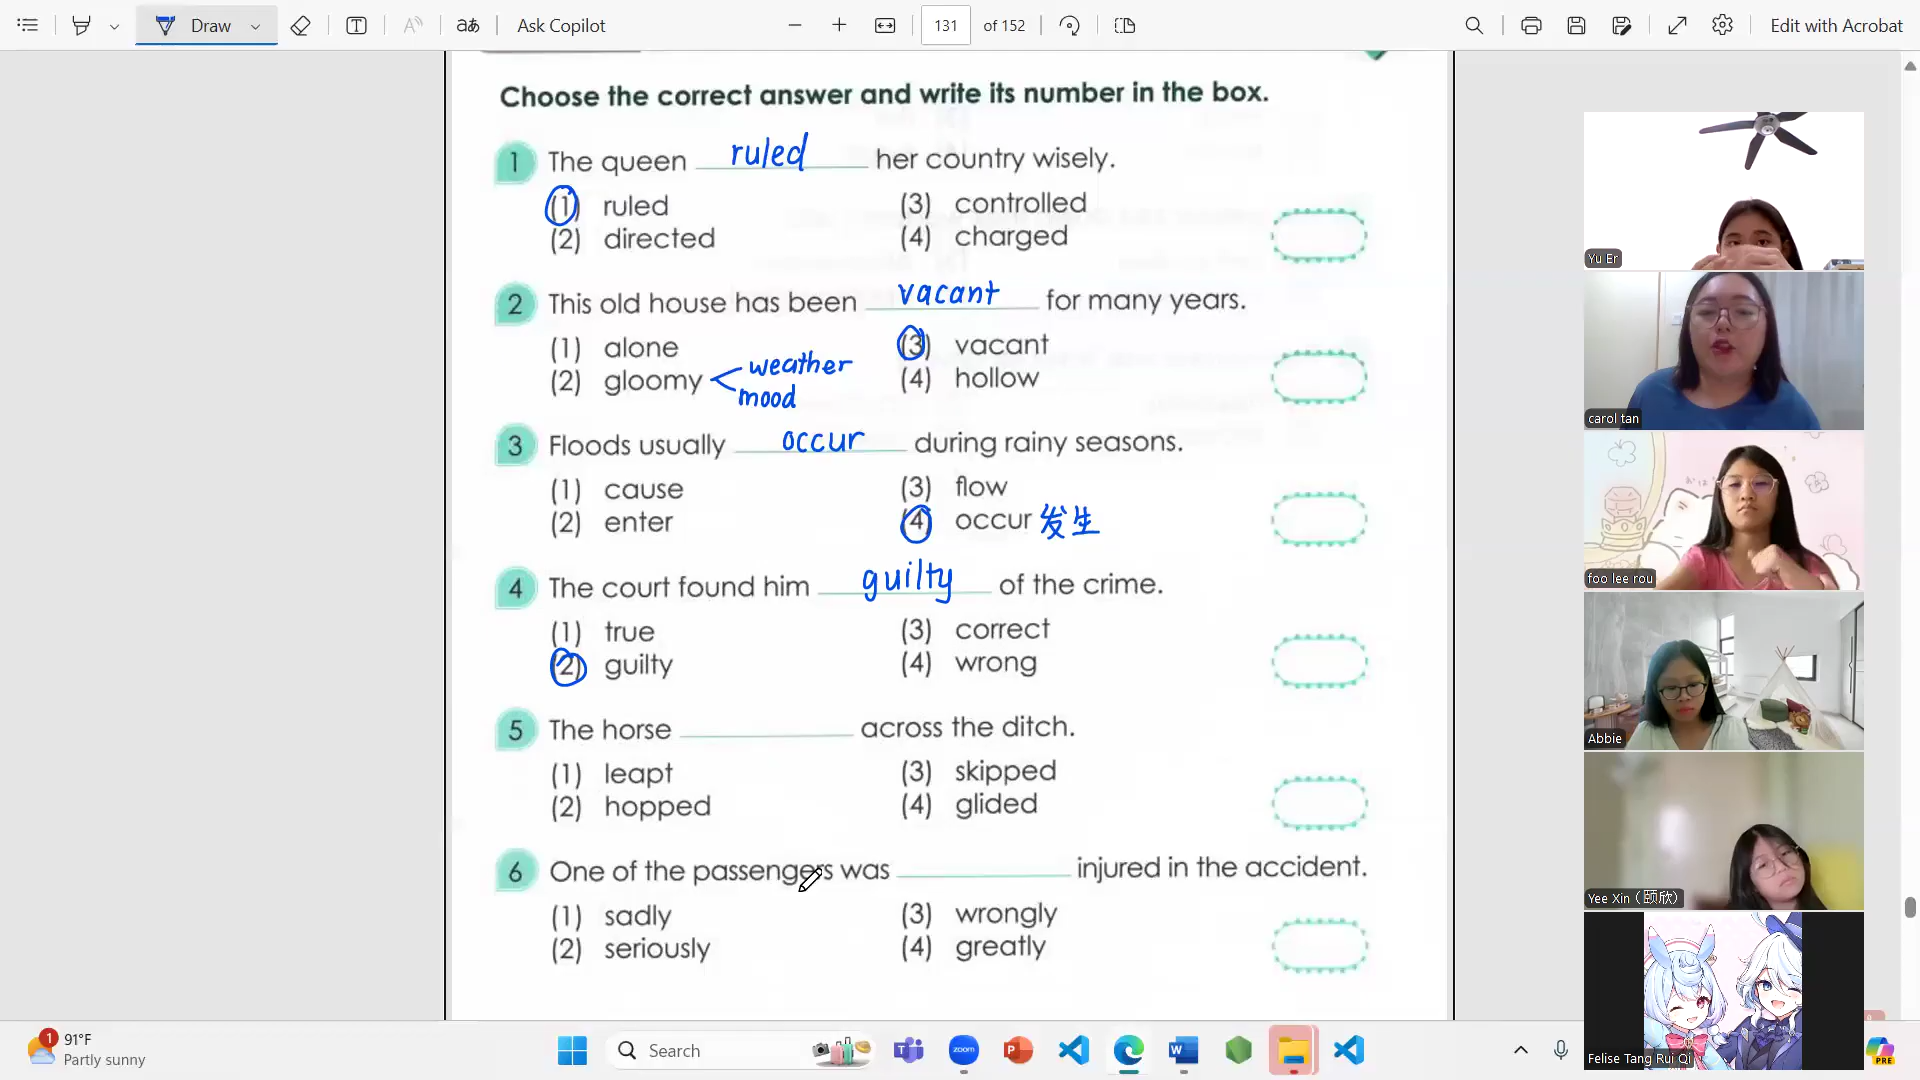 Draw
Ask Copilot
131 of 152
Edit with Acrobat
Choose the correct answer and write its number in the box.
1 The queen ruled her country wisely.
(1) ruled (3) controlled
(2) directed (4) charged
2 This old house has been vacant for many years.
(1) alone (3) vacant
(2) gloomy weather mood (4) hollow
3 Floods usually occur during rainy seasons.
(1) cause (3) flow
(2) enter (4) occur 发生
4 The court found him guilty of the crime.
(1) true (3) correct
(2) guilty (4) wrong
5 The horse across the ditch.
(1) leapt (3) skipped
(2) hopped (4) glided
6 One of the passengers was injured in the accident.
(1) sadly (3) wrongly
(2) seriously (4) greatly
Yu Er
carol tan
foo lee rou
Abbie
Yee Xin (颐欣)
Felise Tang Rui Qi
1
91°F
Partly sunny
Search
zoom
PRE